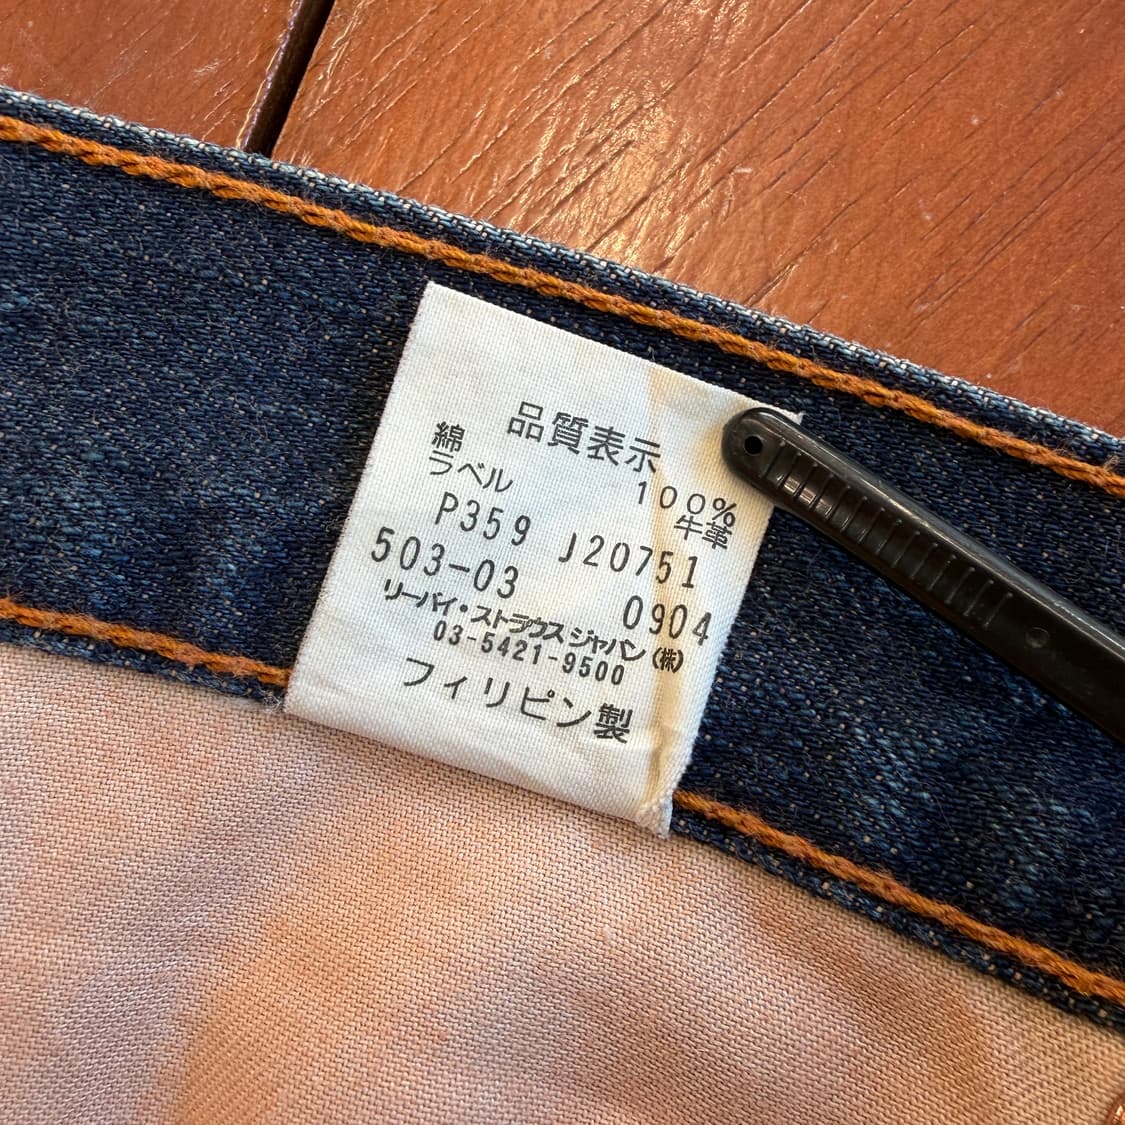 品質表示
綿 100%
ラベル 牛革
P359 J20751
503-03 0904
リーバイ・ストラウス ジャパン(株)
03-5421-9500
フィリピン製